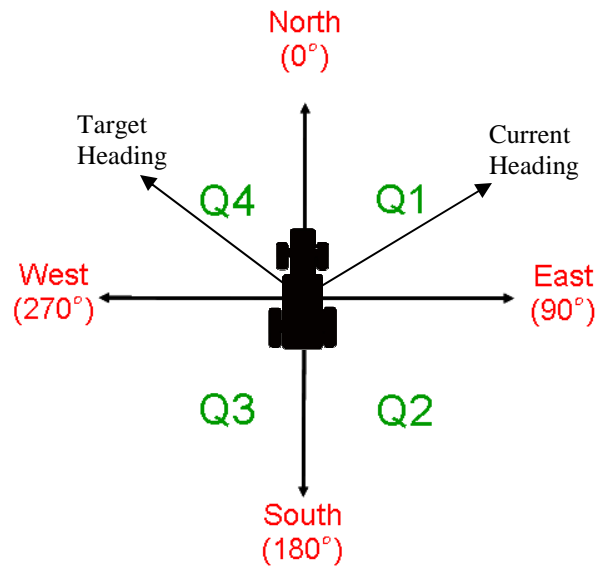 North
(0°)
Target
Heading
Current
Heading
Q4
Q1
West
(270°)
East
(90°)
Q3
Q2
South
(180°)